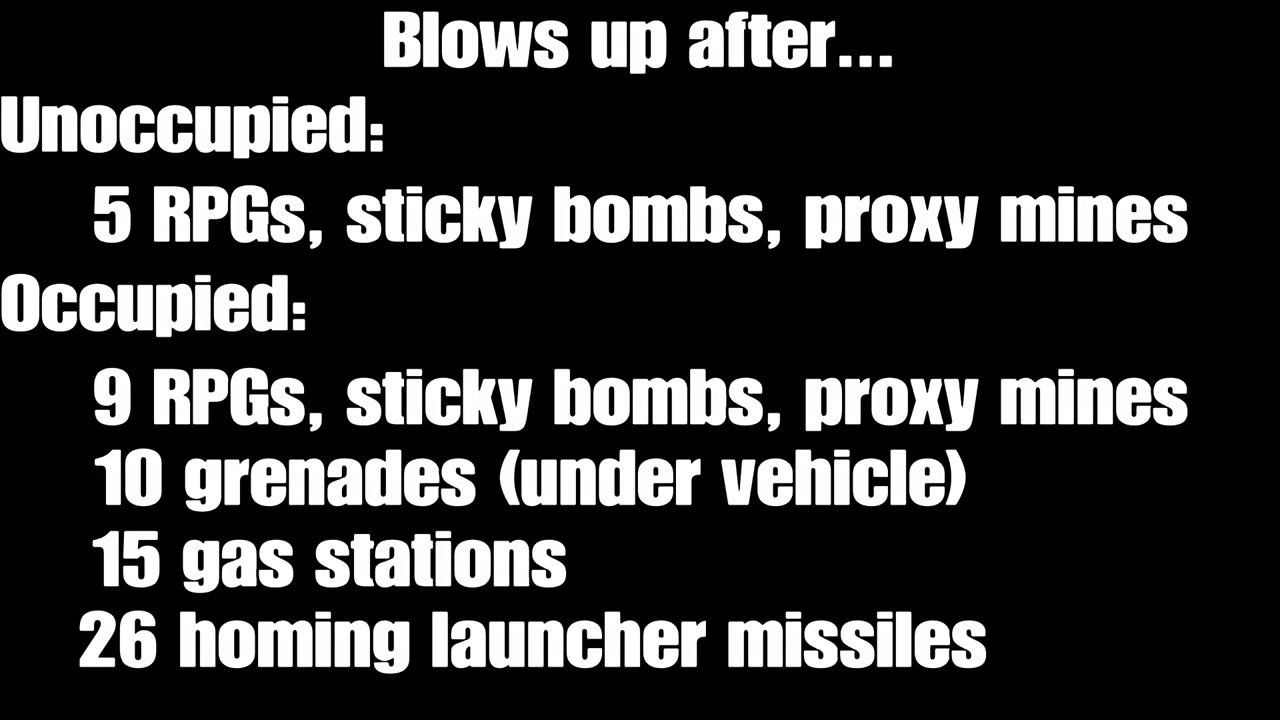 Blows up after...
Unoccupied:
5 RPGs, sticky bombs, proxy mines
Occupied:
9 RPGs, sticky bombs, proxy mines
10 grenades (under vehicle)
15 gas stations
26 homing launcher missiles